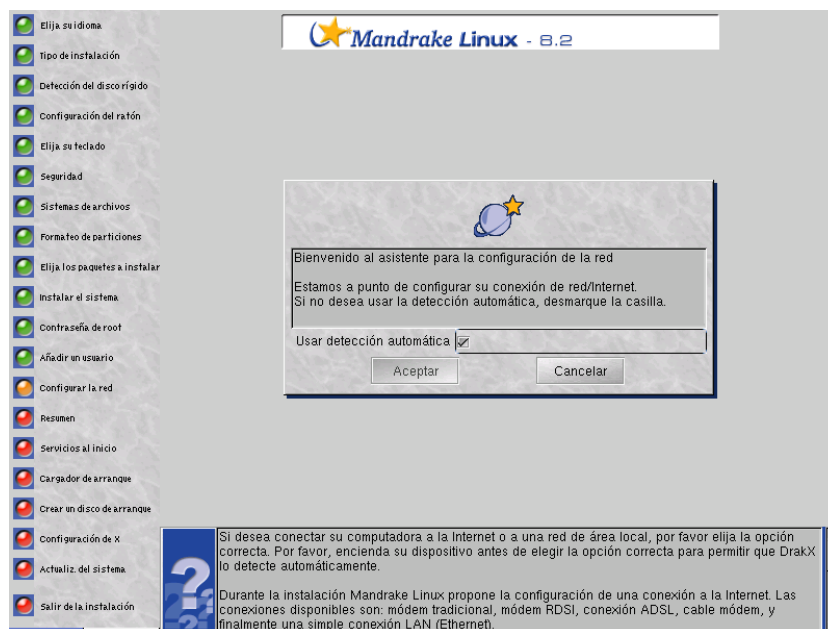 Elija su idioma
Tipo de instalación
Detección del disco rígido
Configuración del ratón
Elija su teclado
Seguridad
Sistemas de archivos
Formateo de particiones
Elija los paquetes a instalar
Instalar el sistema
Contraseña de root
Añadir un usuario
Configurar la red
Resumen
Servicios al inicio
Cargador de arranque
Crear un disco de arranque
Configuración de X
Actualiz. del sistema
Salir de la instalación
Mandrake Linux - 8.2
Bienvenido al asistente para la configuración de la red
Estamos a punto de configurar su conexión de red/Internet.
Si no desea usar la detección automática, desmarque la casilla.
Usar detección automática
Aceptar Cancelar
Si desea conectar su computadora a la Internet o a una red de área local, por favor elija la opción
correcta. Por favor, encienda su dispositivo antes de elegir la opción correcta para permitir que DrakX
lo detecte automáticamente.
Durante la instalación Mandrake Linux propone la configuración de una conexión a la Internet. Las
conexiones disponibles son: módem tradicional, módem RDSI, conexión ADSL, cable módem, y
finalmente una simple conexión LAN (Ethernet).